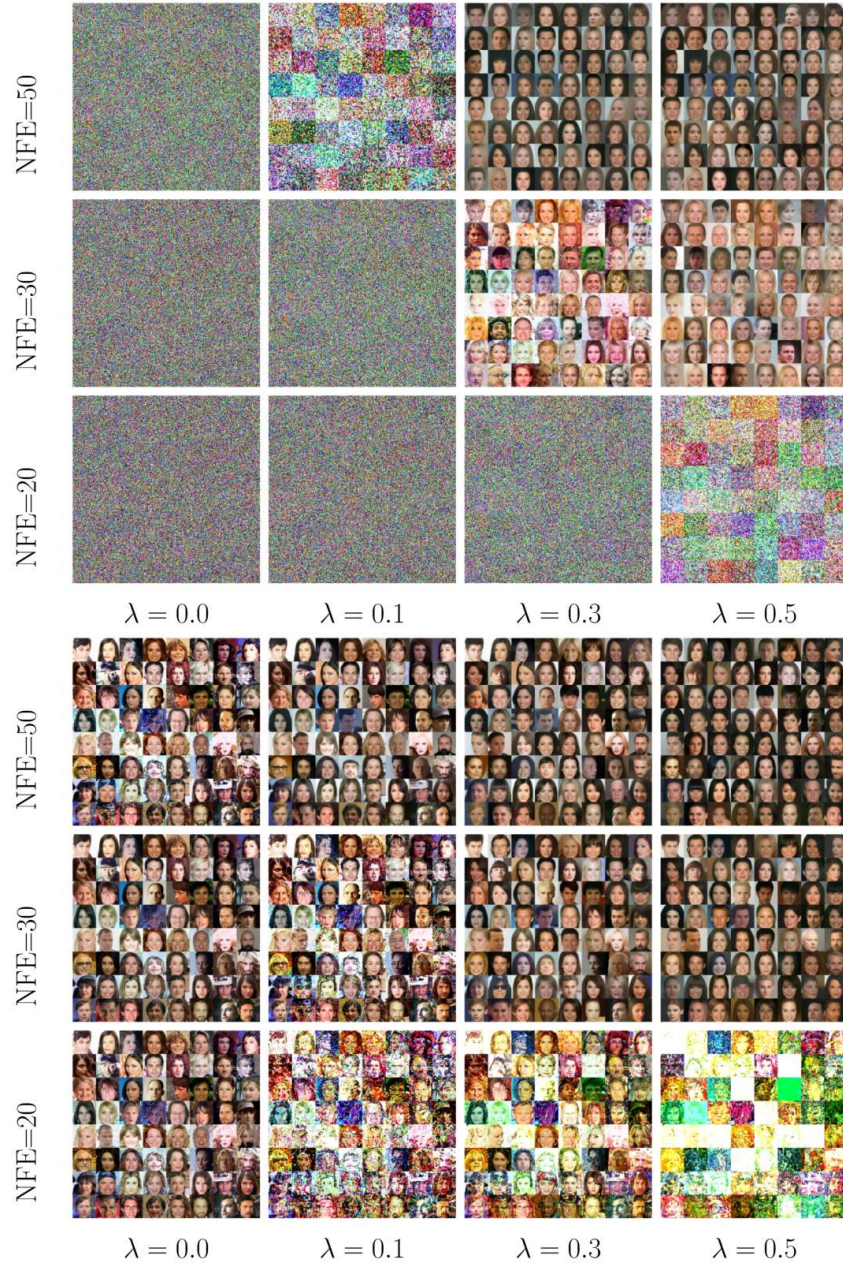 NFE=50
NFE=30
NFE=20
λ = 0.0 λ = 0.1 λ = 0.3 λ = 0.5
NFE=50
NFE=30
NFE=20
λ = 0.0 λ = 0.1 λ = 0.3 λ = 0.5